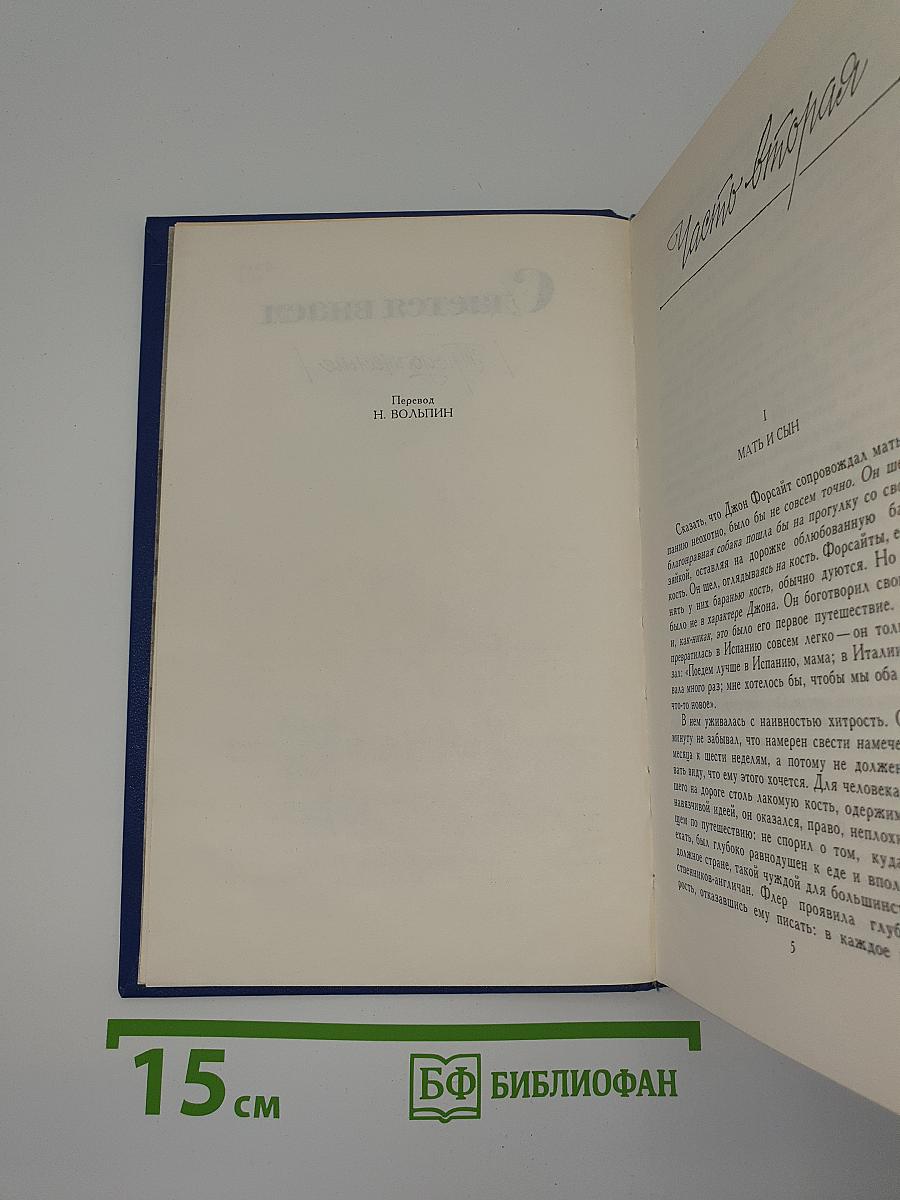 Перевод
Н. ВОЛЬПИН
Часть вторая
I
МАТЬ И СЫН
Сказать, что Джон Форсайт сопровождал мать
панию неохотно, было бы не совсем точно. Он ше
благонравная собака пошла бы на прогулку со сво
зяйкой, оставляя на дорожке облюбованную ба
кость. Он шел, оглядываясь на кость. Форсайты, е
нять у них баранью кость, обычно дуются. Но
было не в характере Джона. Он боготворил свои
и, как-никак, это было его первое путешествие.
превратилась в Испанию совсем легко — он толь
зал: «Поедем лучше в Испанию, мама; в Италии
вала много раз; мне хотелось бы, чтобы мы оба
что-то новое».
В нем уживалась с наивностью хитрость. О
минуту не забывал, что намерен свести намече
месяца к шести неделям, а потому не должен
вать виду, что ему этого хочется. Для человека,
шего на дороге столь лакомую кость, одержим
навязчивой идеей, он оказался, право, неплохи
щем по путешествию: не спорил о том, куда
ехать, был глубоко равнодушен к еде и впол
должное стране, такой чуждой для большинст
ственников-англичан. Флер проявила глуб
рость, отказавшись ему писать: в каждое
5
15 см
БФ БИБЛИОФАН